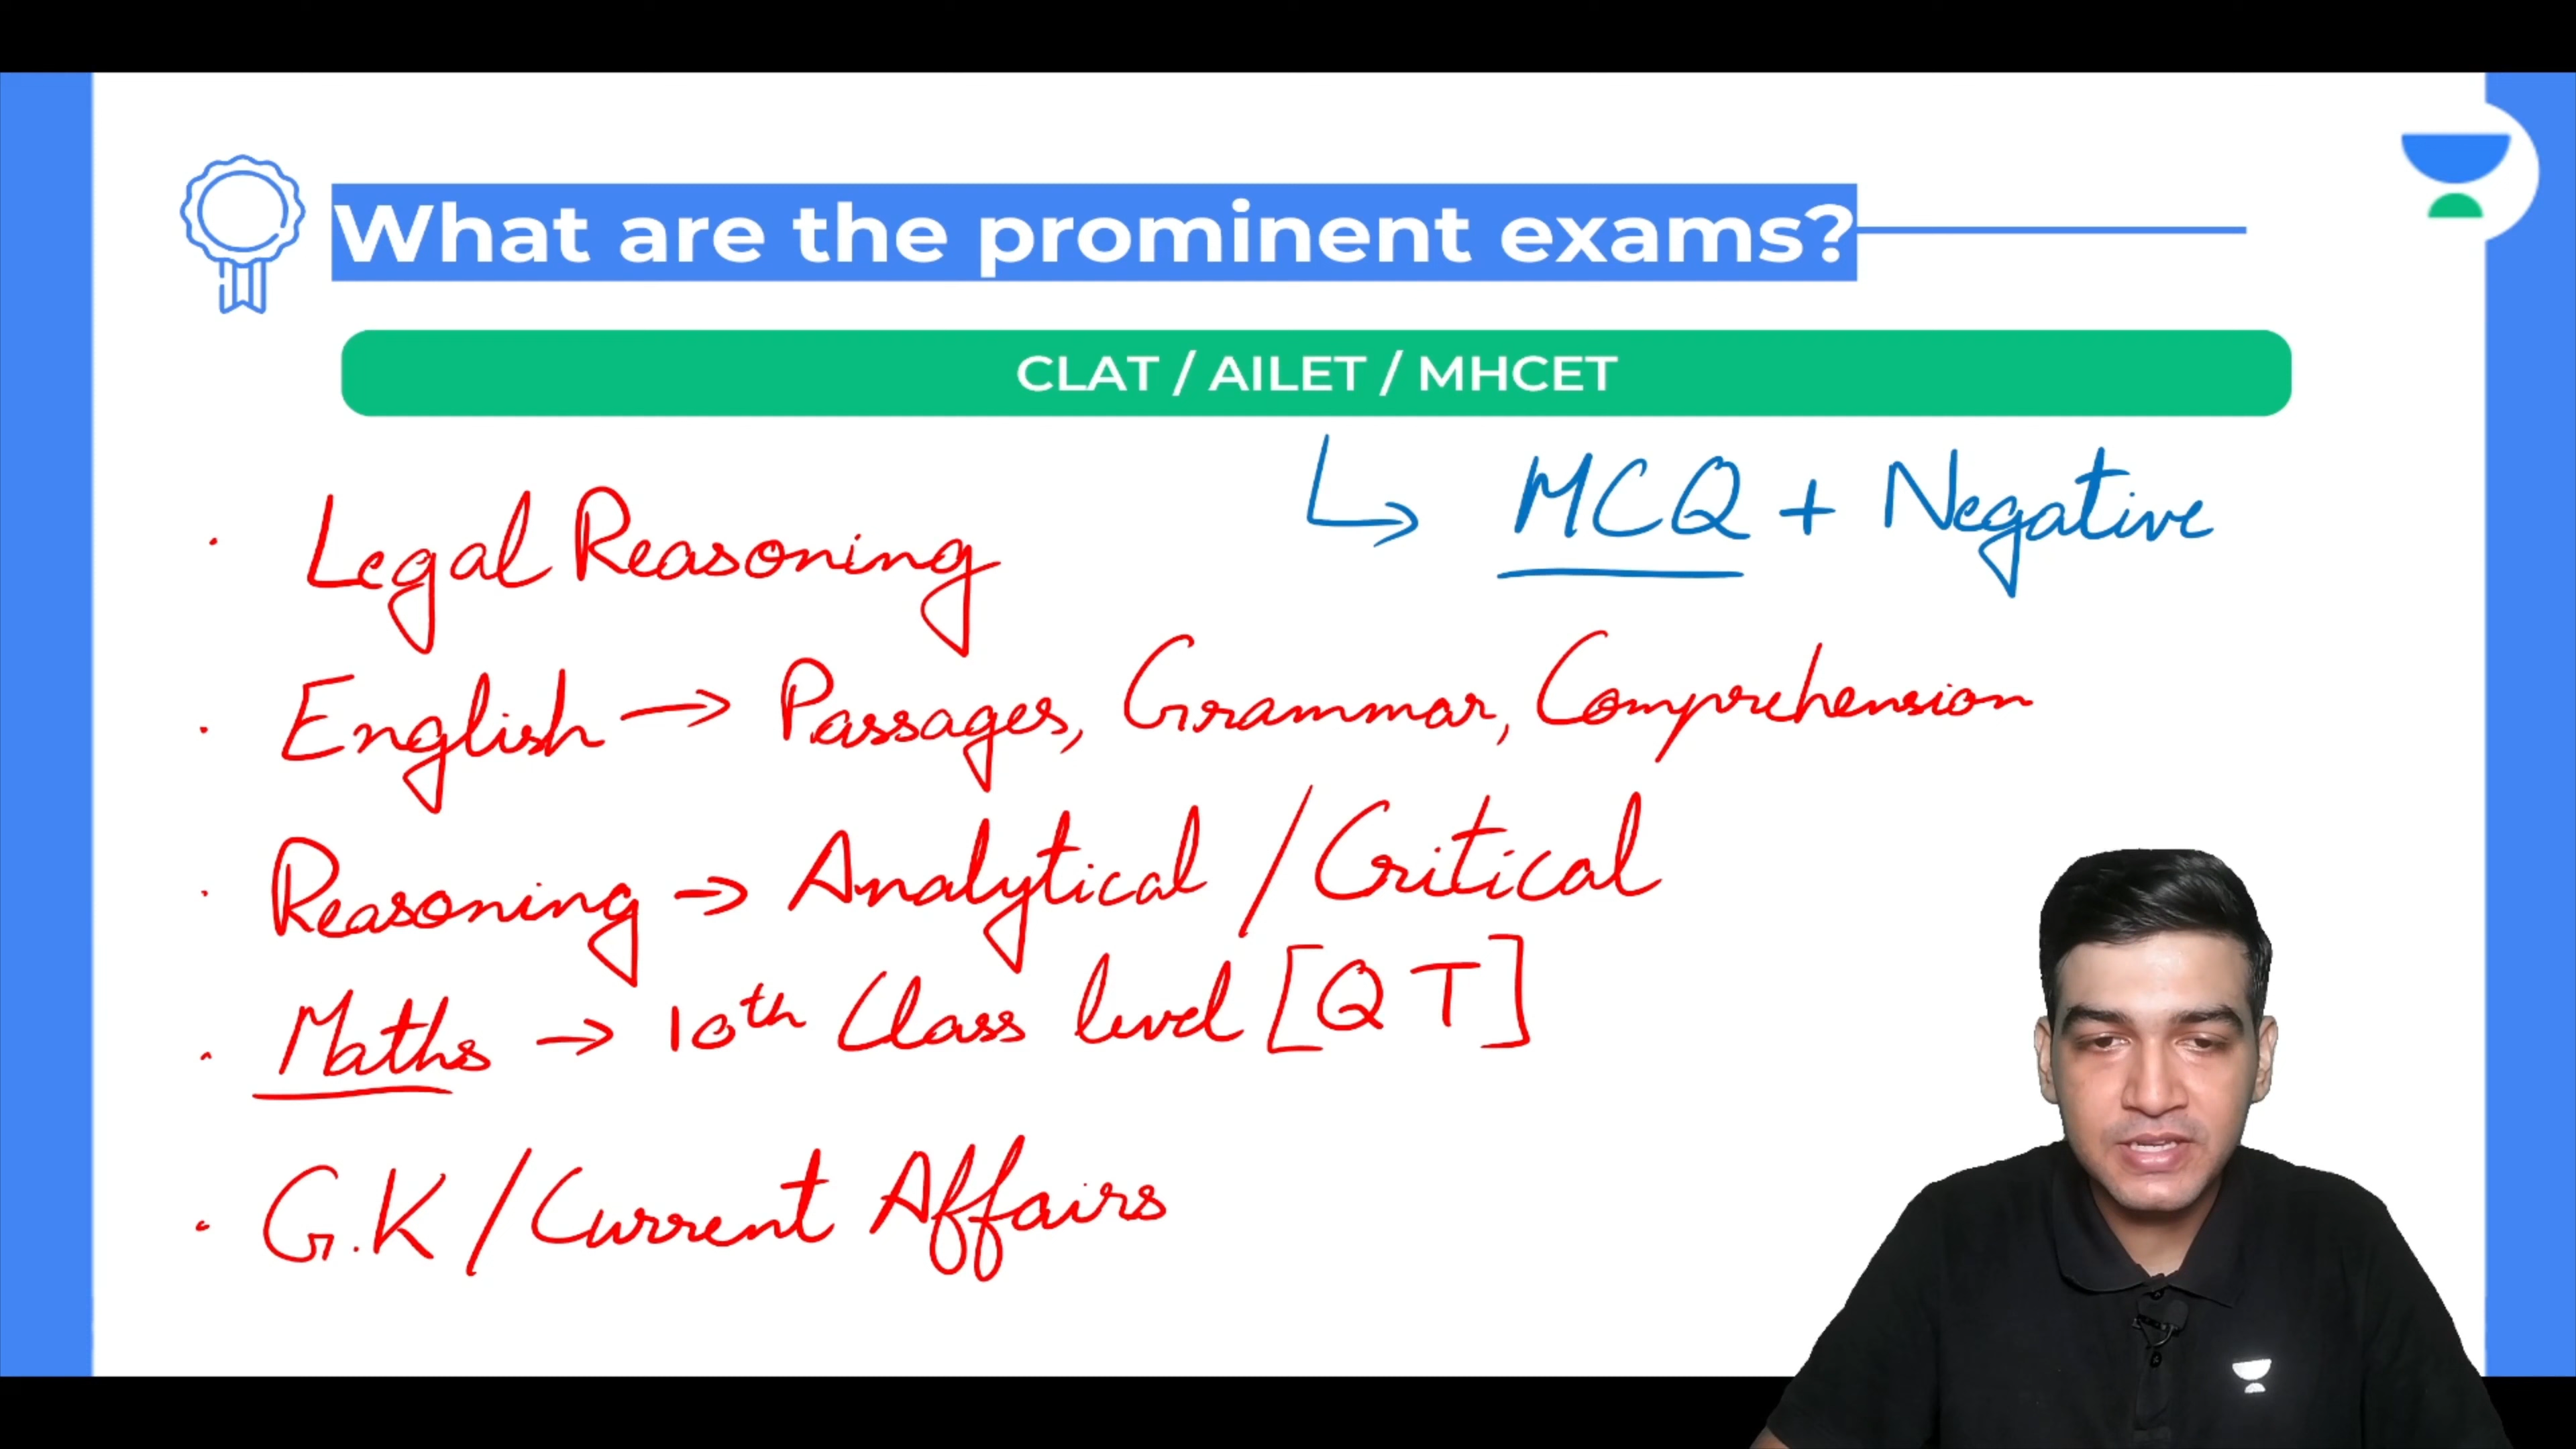 What are the prominent exams?
CLAT / AILET / MHCET
↳ MCQ + Negative
· Legal Reasoning
· English → Passages, Grammar, Comprehension
· Reasoning → Analytical / Critical
· Maths → 10th Class level [QT]
· G.K / Current Affairs